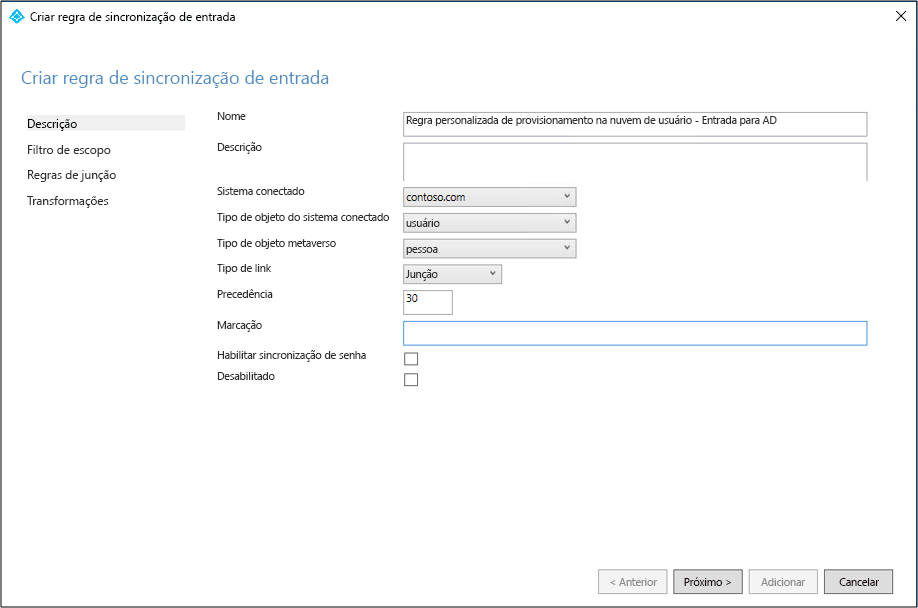 Criar regra de sincronização de entrada
Criar regra de sincronização de entrada
Descrição
Filtro de escopo
Regras de junção
Transformações
Nome
Regra personalizada de provisionamento na nuvem de usuário - Entrada para AD
Descrição
Sistema conectado
contoso.com
Tipo de objeto do sistema conectado
usuário
Tipo de objeto metaverso
pessoa
Tipo de link
Junção
Precedência
30
Marcação
Habilitar sincronização de senha
Desabilitado
< Anterior
Próximo >
Adicionar
Cancelar